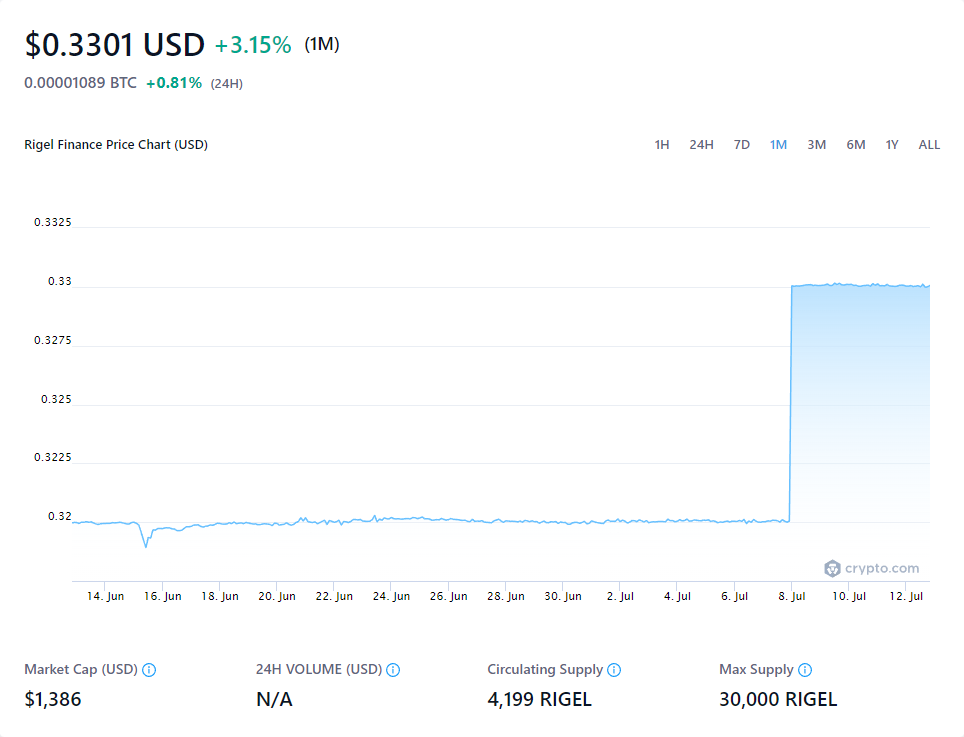 $0.3301 USD +3.15% (1M)
0.00001089 BTC +0.81% (24H)
Rigel Finance Price Chart (USD) 1H 24H 7D 1M 3M 6M 1Y ALL
0.3325
0.33
0.3275
0.325
0.3225
0.32
crypto.com
14. Jun 16. Jun 18. Jun 20. Jun 22. Jun 24. Jun 26. Jun 28. Jun 30. Jun 2. Jul 4. Jul 6. Jul 8. Jul 10. Jul 12. Jul
Market Cap (USD) 24H VOLUME (USD) Circulating Supply Max Supply
$1,386 N/A 4,199 RIGEL 30,000 RIGEL